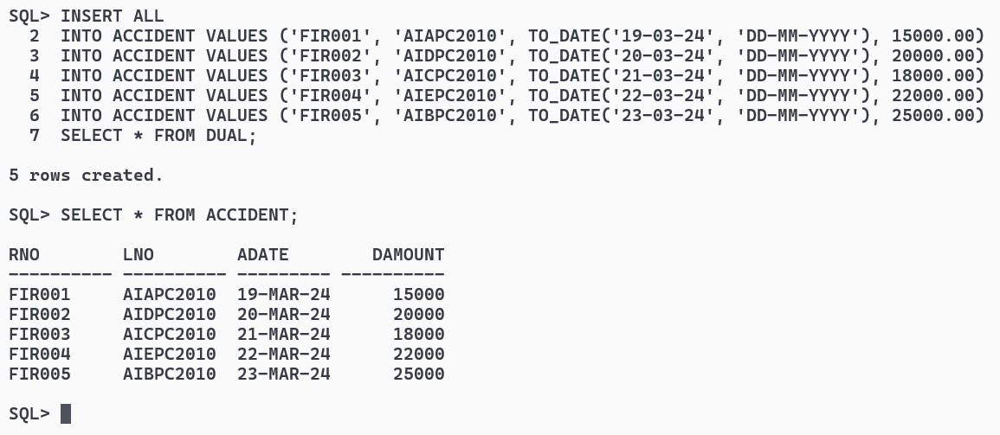 SQL> INSERT ALL
  2  INTO ACCIDENT VALUES ('FIR001', 'AIAPC2010', TO_DATE('19-03-24', 'DD-MM-YYYY'), 15000.00)
  3  INTO ACCIDENT VALUES ('FIR002', 'AIDPC2010', TO_DATE('20-03-24', 'DD-MM-YYYY'), 20000.00)
  4  INTO ACCIDENT VALUES ('FIR003', 'AICPC2010', TO_DATE('21-03-24', 'DD-MM-YYYY'), 18000.00)
  5  INTO ACCIDENT VALUES ('FIR004', 'AIEPC2010', TO_DATE('22-03-24', 'DD-MM-YYYY'), 22000.00)
  6  INTO ACCIDENT VALUES ('FIR005', 'AIBPC2010', TO_DATE('23-03-24', 'DD-MM-YYYY'), 25000.00)
  7  SELECT * FROM DUAL;

5 rows created.

SQL> SELECT * FROM ACCIDENT;

RNO        LNO        ADATE        DAMOUNT
---------- ---------- --------- ----------
FIR001     AIAPC2010  19-MAR-24      15000
FIR002     AIDPC2010  20-MAR-24      20000
FIR003     AICPC2010  21-MAR-24      18000
FIR004     AIEPC2010  22-MAR-24      22000
FIR005     AIBPC2010  23-MAR-24      25000

SQL>